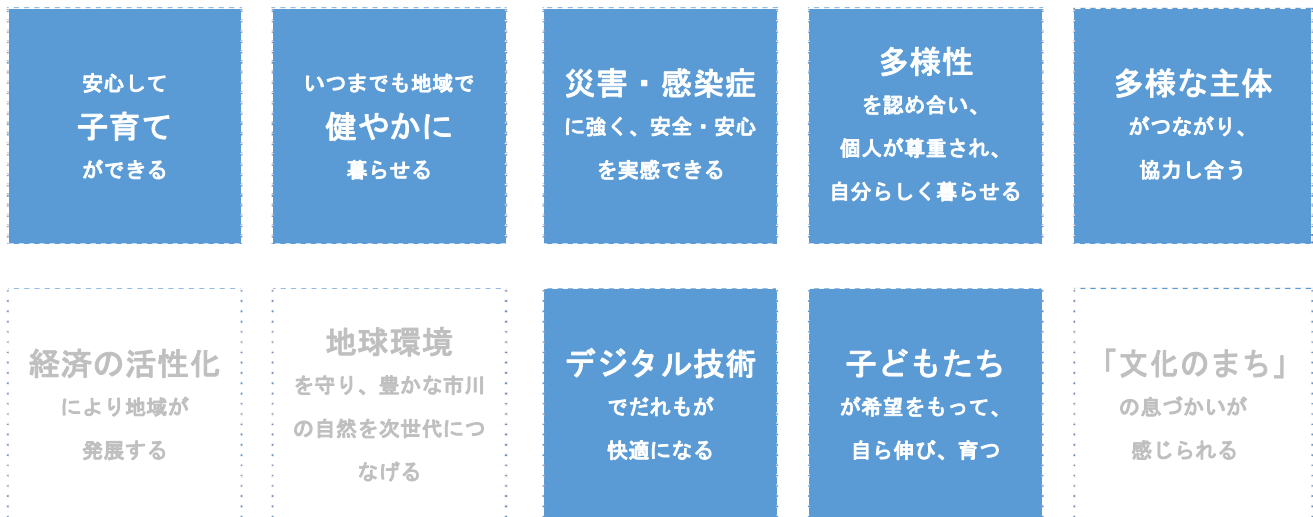 安心して
子育て
ができる
いつまでも地域で
健やかに
暮らせる
災害・感染症
に強く、安全・安心
を実感できる
多様性
を認め合い、
個人が尊重され、
自分らしく暮らせる
多様な主体
がつながり、
協力し合う
経済の活性化
により地域が
発展する
地球環境
を守り、豊かな市川
の自然を次世代につ
なげる
デジタル技術
でだれもが
快適になる
子どもたち
が希望をもって、
自ら伸び、育つ
「文化のまち」
の息づかいが
感じられる